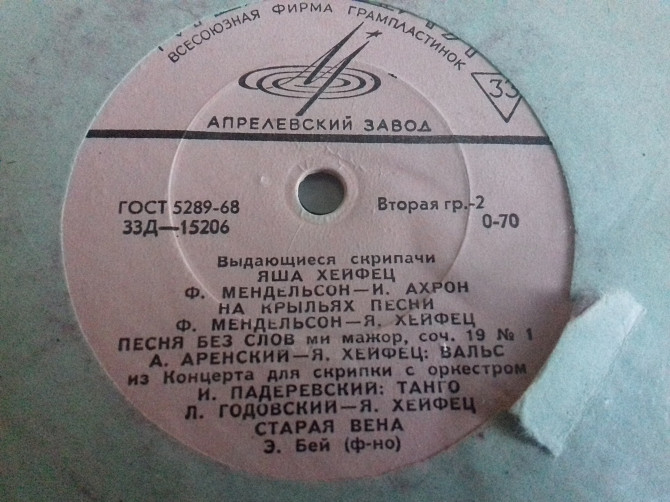 ВСЕСОЮЗНАЯ ФИРМА ГРАМПЛАСТИНОК
33
АПРЕЛЕВСКИЙ ЗАВОД
ГОСТ 5289-68
Вторая гр.-2
33Д—15206
0-70
Выдающиеся скрипачи
ЯША ХЕЙФЕЦ
Ф. МЕНДЕЛЬСОН—И. АХРОН
НА КРЫЛЬЯХ ПЕСНИ
Ф. МЕНДЕЛЬСОН—Я. ХЕЙФЕЦ
ПЕСНЯ БЕЗ СЛОВ ми мажор, соч. 19 № 1
А. АРЕНСКИЙ—Я. ХЕЙФЕЦ: ВАЛЬС
из Концерта для скрипки с оркестром
И. ПАДЕРЕВСКИЙ: ТАНГО
Л. ГОДОВСКИЙ—Я. ХЕЙФЕЦ
СТАРАЯ ВЕНА
Э. Бей (ф-но)